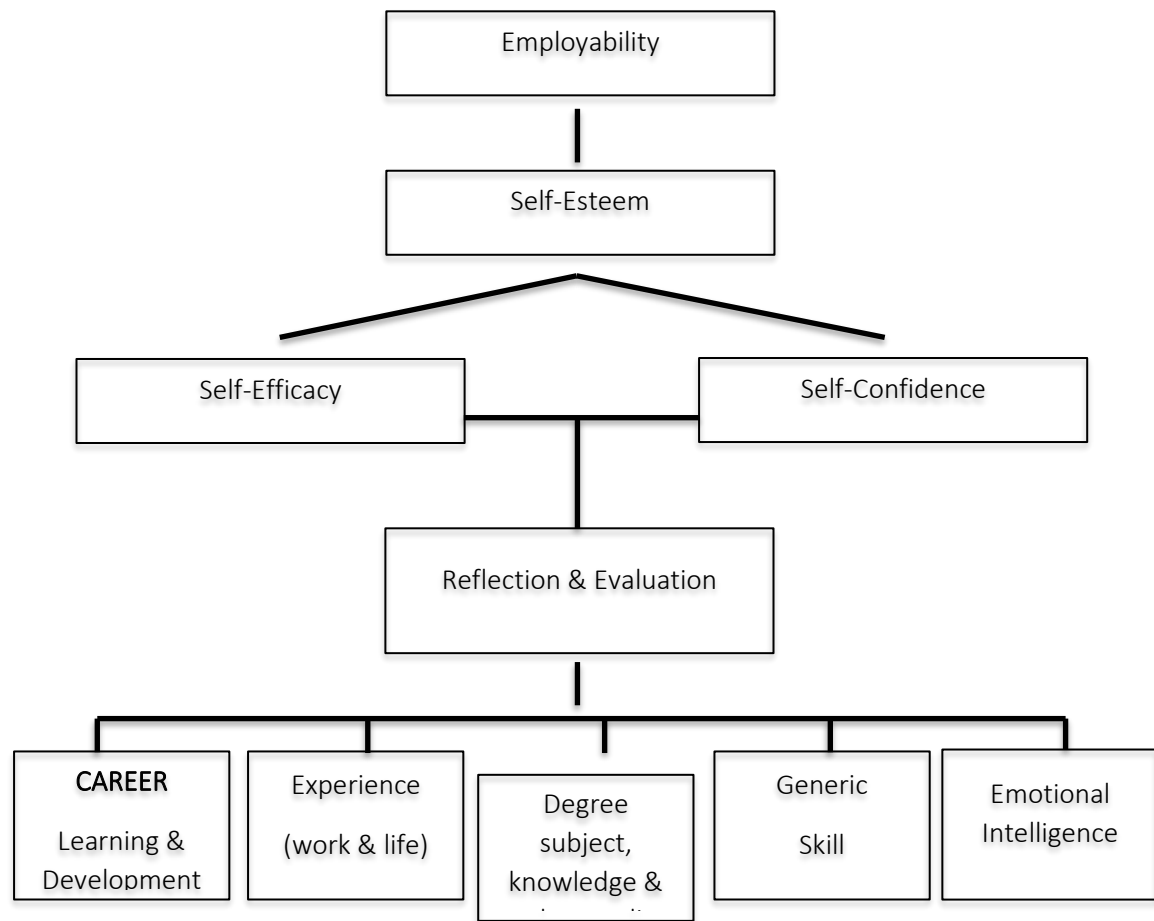 Employability
Self-Esteem
Self-Efficacy
Self-Confidence
Reflection & Evaluation
CAREER
Learning &
Development
Experience
(work & life)
Degree
subject,
knowledge &
Generic
Skill
Emotional
Intelligence